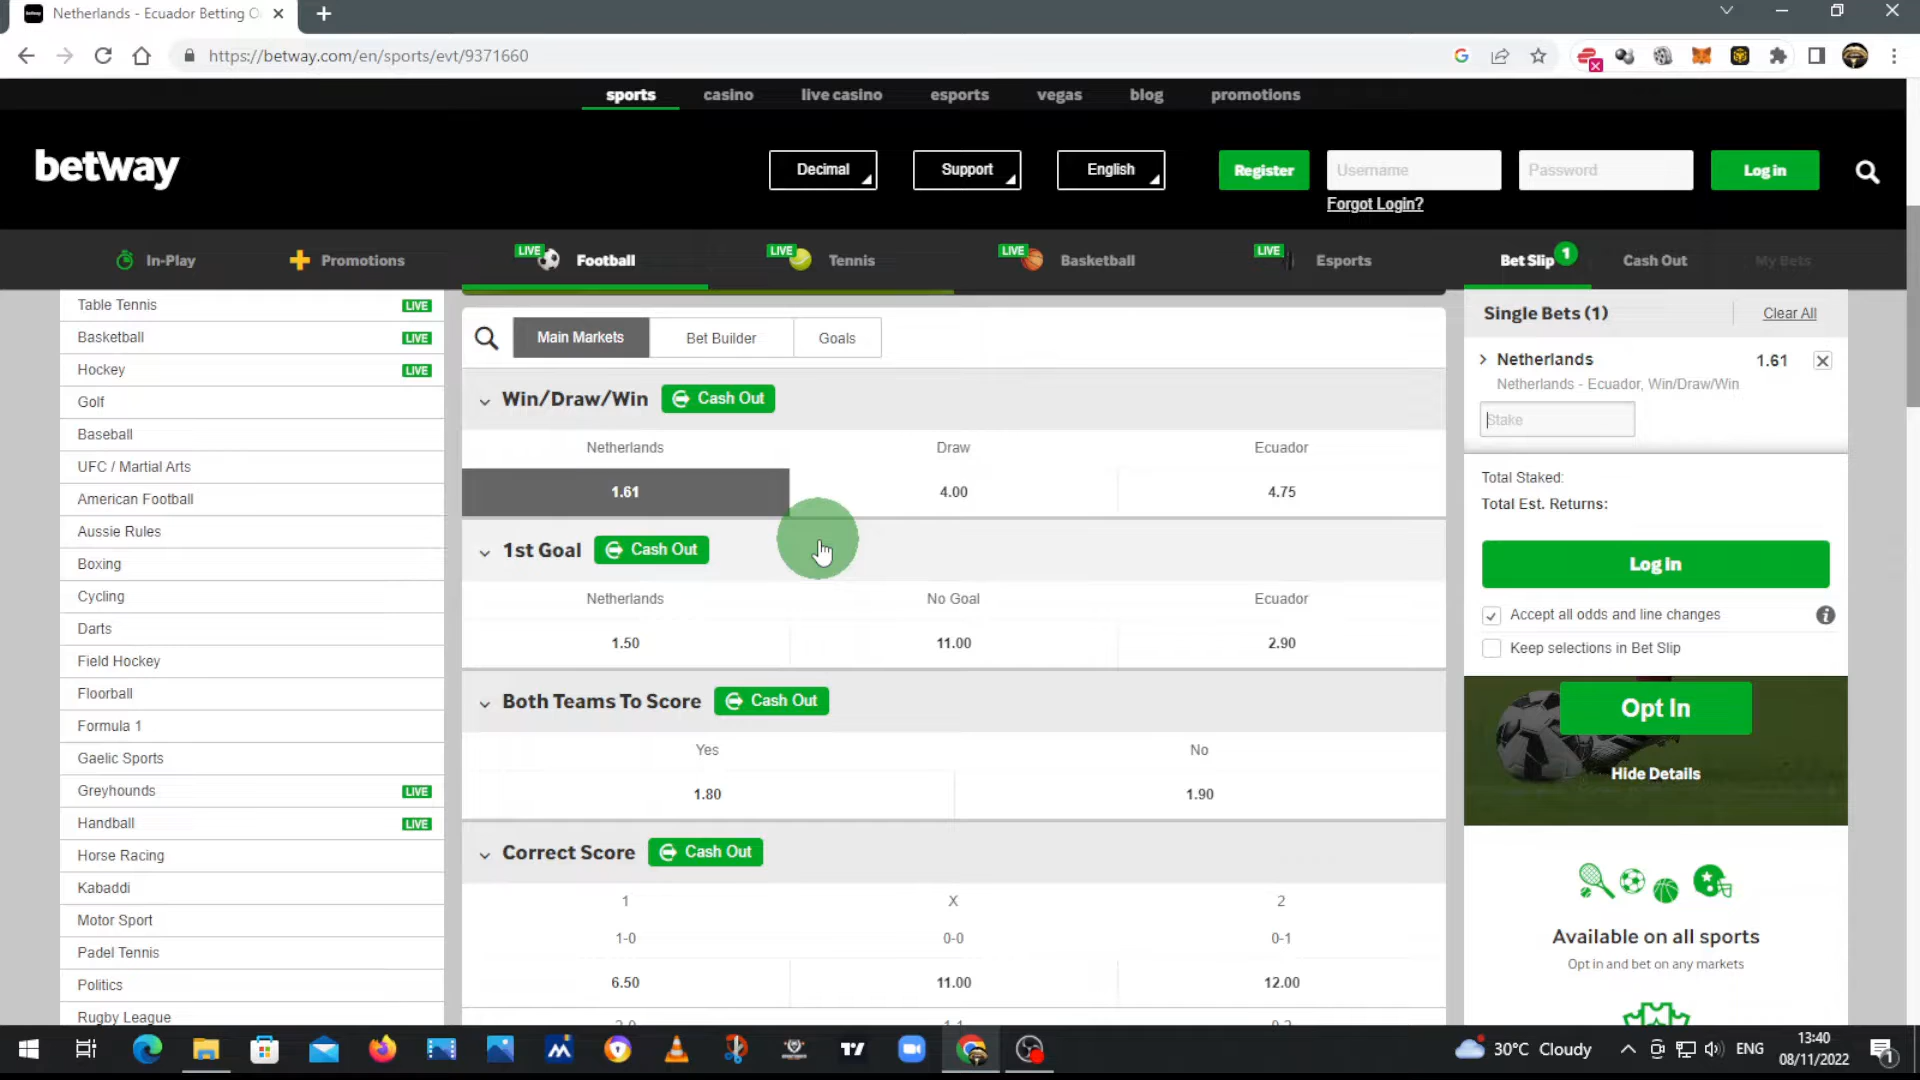 Netherlands - Ecuador Betting O
https://betway.com/en/sports/evt/9371660
sports casino live casino esports vegas blog promotions
betway
Decimal Support English Register Username Password Log in
Forgot Login?
In-Play Promotions LIVE Football LIVE Tennis LIVE Basketball LIVE Esports Bet Slip 1 Cash Out My Bets
Table Tennis LIVE
Basketball LIVE
Hockey LIVE
Golf
Baseball
UFC / Martial Arts
American Football
Aussie Rules
Boxing
Cycling
Darts
Field Hockey
Floorball
Formula 1
Gaelic Sports
Greyhounds LIVE
Handball LIVE
Horse Racing
Kabaddi
Motor Sport
Padel Tennis
Politics
Rugby League
Main Markets Bet Builder Goals
Win/Draw/Win Cash Out
Netherlands Draw Ecuador
1.61 4.00 4.75
1st Goal Cash Out
Netherlands No Goal Ecuador
1.50 11.00 2.90
Both Teams To Score Cash Out
Yes No
1.80 1.90
Correct Score Cash Out
1 X 2
1-0 0-0 0-1
6.50 11.00 12.00
2-0 1-1 0-2
Single Bets (1) Clear All
Netherlands 1.61
Netherlands - Ecuador, Win/Draw/Win
Stake
Total Staked:
Total Est. Returns:
Log in
Accept all odds and line changes
Keep selections in Bet Slip
Opt In
Hide Details
Available on all sports
Opt in and bet on any markets
30°C Cloudy ENG
13:40
08/11/2022
1